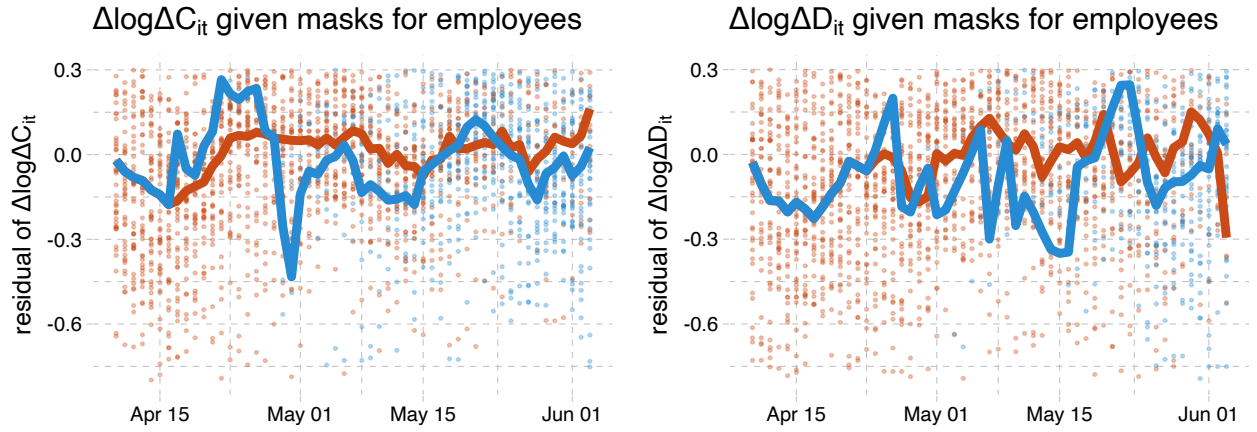 ΔlogΔC_it given masks for employees
residual of ΔlogΔC_it
0.3
0.0
-0.3
-0.6
Apr 15
May 01
May 15
Jun 01
ΔlogΔD_it given masks for employees
residual of ΔlogΔD_it
0.3
0.0
-0.3
-0.6
Apr 15
May 01
May 15
Jun 01